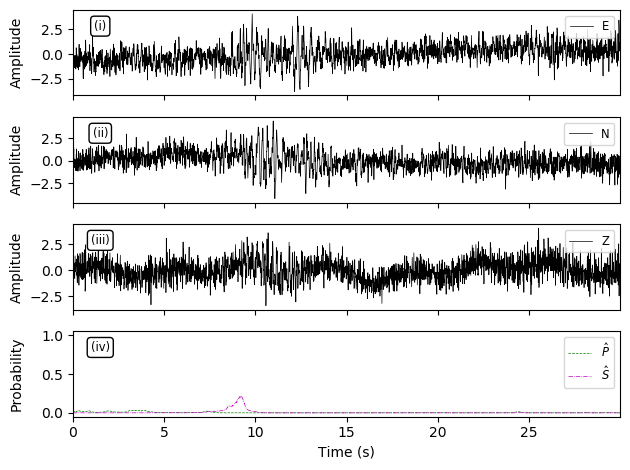 (i)
E
Amplitude
2.5
0.0
−2.5
(ii)
N
Amplitude
2.5
0.0
−2.5
(iii)
Z
Amplitude
2.5
0.0
−2.5
(iv)
P̂
Ŝ
Probability
1.0
0.5
0.0
0 5 10 15 20 25
Time (s)